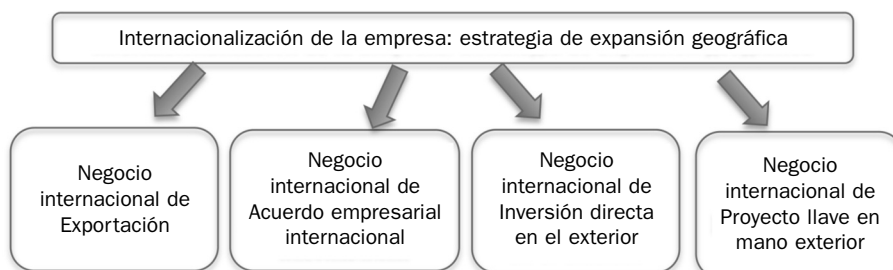 Internacionalización de la empresa: estrategia de expansión geográfica
Negocio
internacional de
Exportación
Negocio
internacional de
Acuerdo empresarial
internacional
Negocio
internacional de
Inversión directa
en el exterior
Negocio
internacional de
Proyecto llave en
mano exterior